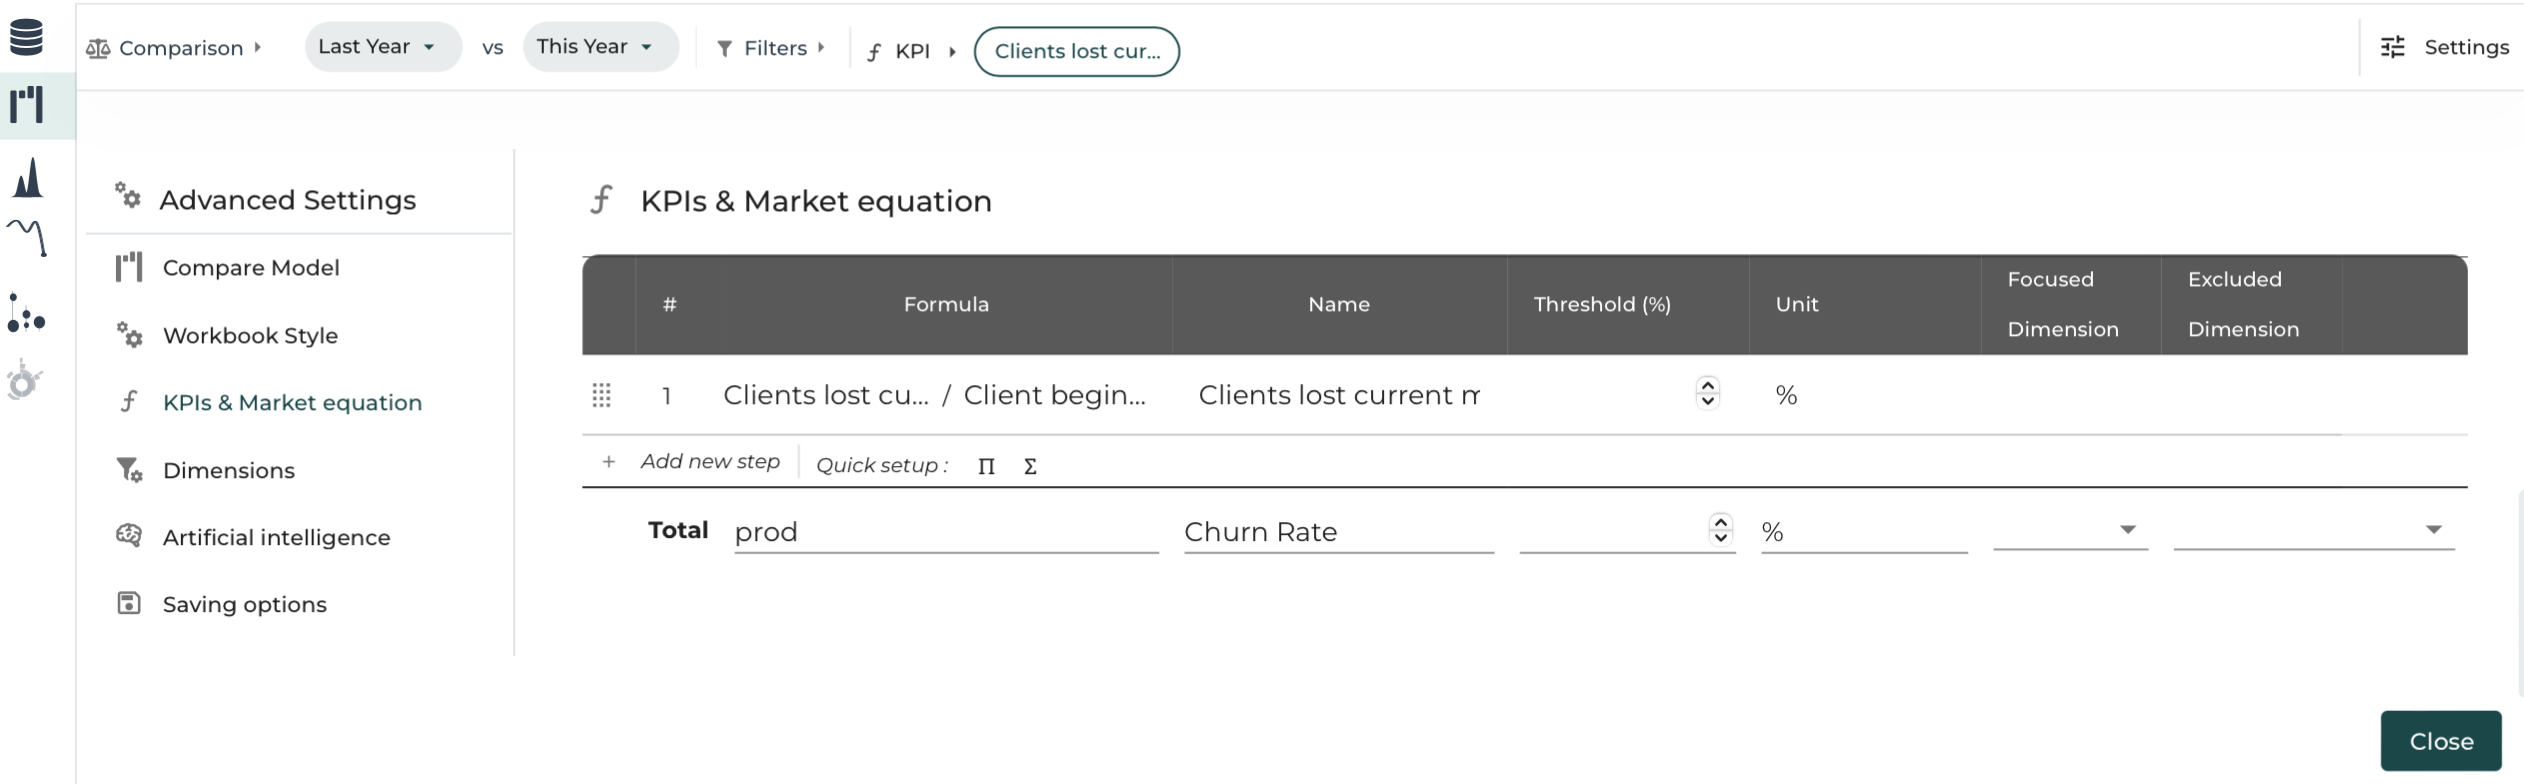 Comparison Last Year vs This Year Filters KPI Clients lost cur... Settings
Advanced Settings
Compare Model
Workbook Style
KPIs & Market equation
Dimensions
Artificial intelligence
Saving options
KPIs & Market equation
# Formula Name Threshold (%) Unit Focused Dimension Excluded Dimension
1 Clients lost cu... / Client begin... Clients lost current m %
+ Add new step Quick setup : Π Σ
Total prod Churn Rate %
Close